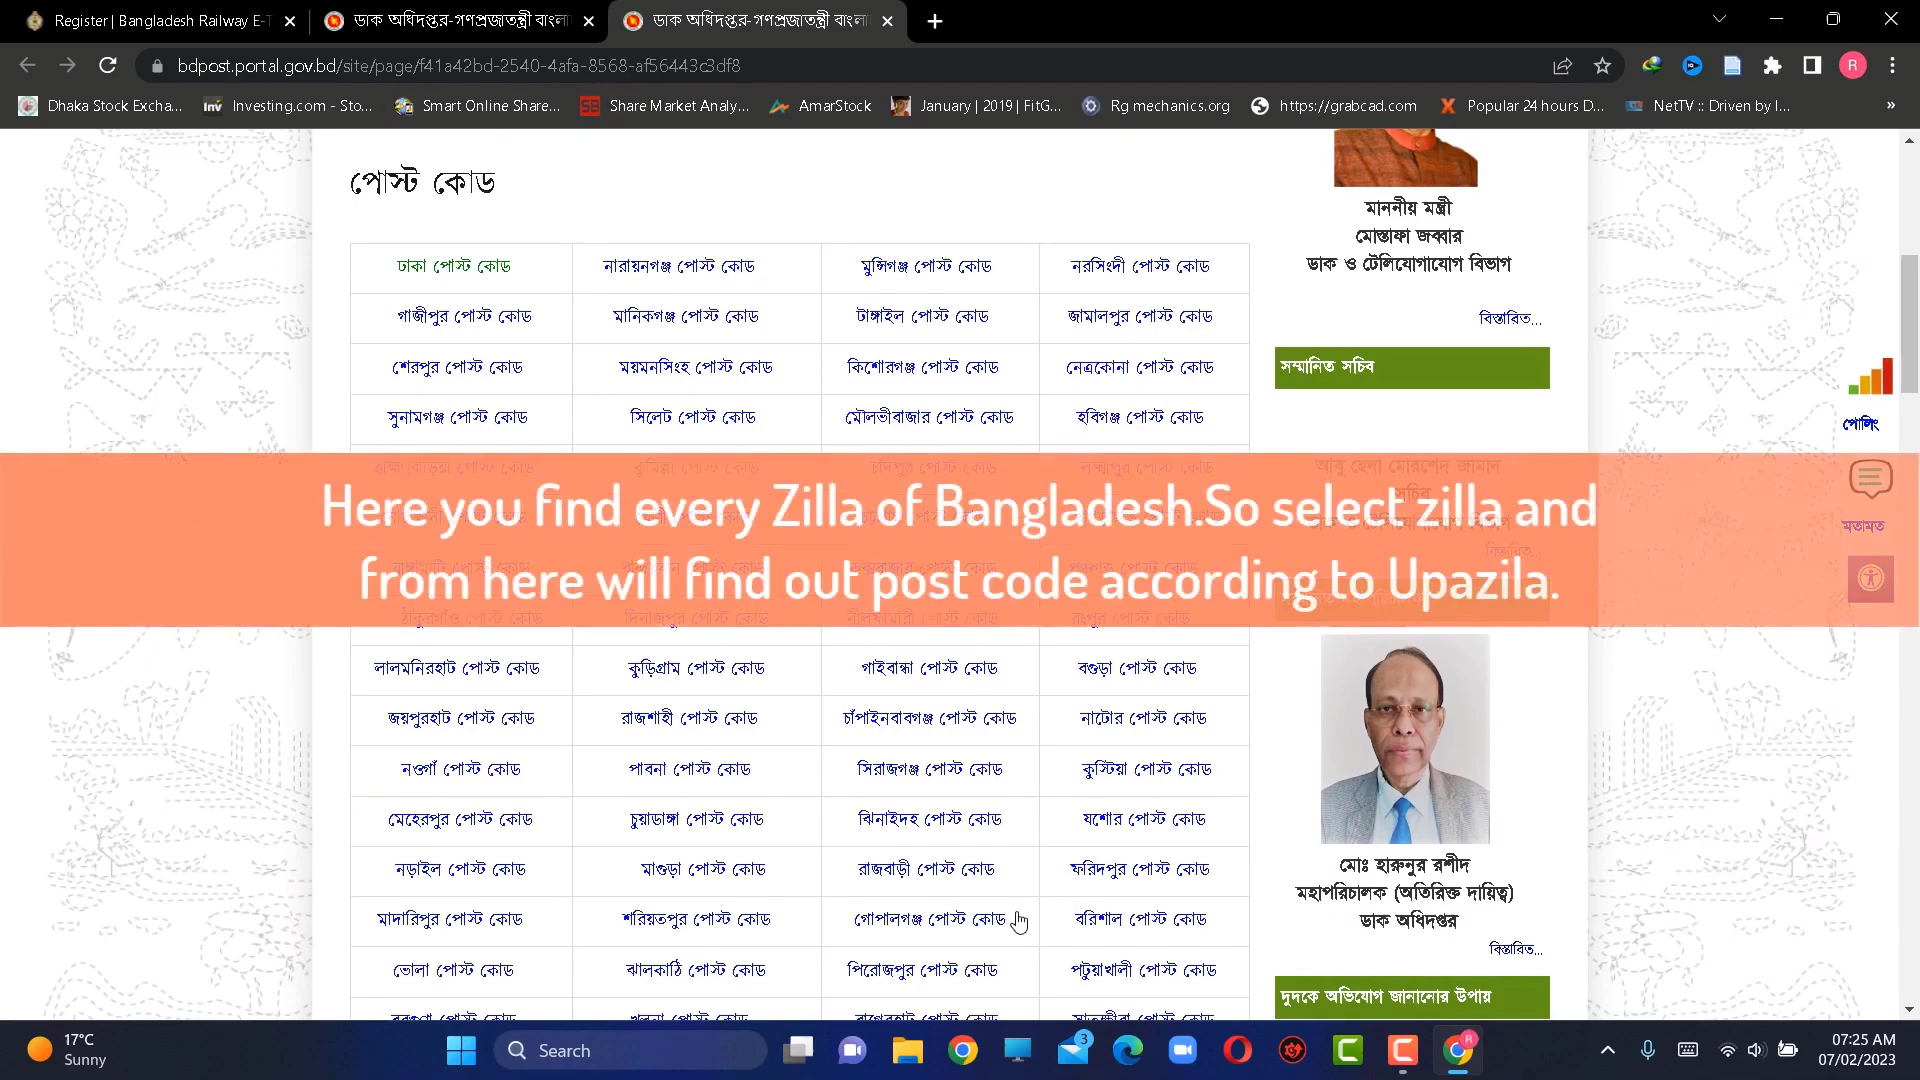 Register | Bangladesh Railway E-T
ডাক অধিদপ্তর-গণপ্রজাতন্ত্রী বাংলা
ডাক অধিদপ্তর-গণপ্রজাতন্ত্রী বাংলা
bdpost.portal.gov.bd/site/page/f41a42bd-2540-4afa-8568-af56443c3df8
R
Dhaka Stock Excha...
Investing.com - Sto...
Smart Online Share...
Share Market Analy...
AmarStock
January | 2019 | FitG...
Rg mechanics.org
https://grabcad.com
Popular 24 hours D...
NetTV :: Driven by I...
পোস্ট কোড
ঢাকা পোস্ট কোড নারায়নগঞ্জ পোস্ট কোড মুন্সিগঞ্জ পোস্ট কোড নরসিংদী পোস্ট কোড
গাজীপুর পোস্ট কোড মানিকগঞ্জ পোস্ট কোড টাঙ্গাইল পোস্ট কোড জামালপুর পোস্ট কোড
শেরপুর পোস্ট কোড ময়মনসিংহ পোস্ট কোড কিশোরগঞ্জ পোস্ট কোড নেত্রকোনা পোস্ট কোড
সুনামগঞ্জ পোস্ট কোড সিলেট পোস্ট কোড মৌলভীবাজার পোস্ট কোড হবিগঞ্জ পোস্ট কোড
Here you find every Zilla of Bangladesh..So select zilla and
from here will find out post code according to Upazila.
লালমনিরহাট পোস্ট কোড কুড়িগ্রাম পোস্ট কোড গাইবান্ধা পোস্ট কোড বগুড়া পোস্ট কোড
জয়পুরহাট পোস্ট কোড রাজশাহী পোস্ট কোড চাঁপাইনবাবগঞ্জ পোস্ট কোড নাটোর পোস্ট কোড
নওগাঁ পোস্ট কোড পাবনা পোস্ট কোড সিরাজগঞ্জ পোস্ট কোড কুস্টিয়া পোস্ট কোড
মেহেরপুর পোস্ট কোড চুয়াডাঙ্গা পোস্ট কোড ঝিনাইদহ পোস্ট কোড যশোর পোস্ট কোড
নড়াইল পোস্ট কোড মাগুড়া পোস্ট কোড রাজবাড়ী পোস্ট কোড ফরিদপুর পোস্ট কোড
মাদারিপুর পোস্ট কোড শরিয়তপুর পোস্ট কোড গোপালগঞ্জ পোস্ট কোড বরিশাল পোস্ট কোড
ভোলা পোস্ট কোড ঝালকাঠি পোস্ট কোড পিরোজপুর পোস্ট কোড পটুয়াখালী পোস্ট কোড
মাননীয় মন্ত্রী
মোস্তাফা জব্বার
ডাক ও টেলিযোগাযোগ বিভাগ
বিস্তারিত...
সম্মানিত সচিব
আবু হেনা মোরশেদ জামান
সচিব
মোঃ হারুনুর রশীদ
মহাপরিচালক (অতিরিক্ত দায়িত্ব)
ডাক অধিদপ্তর
বিস্তারিত...
দুদকে অভিযোগ জানানোর উপায়
পোলিং
মতামত
17°C
Sunny
Search
3
R
07:25 AM
07/02/2023